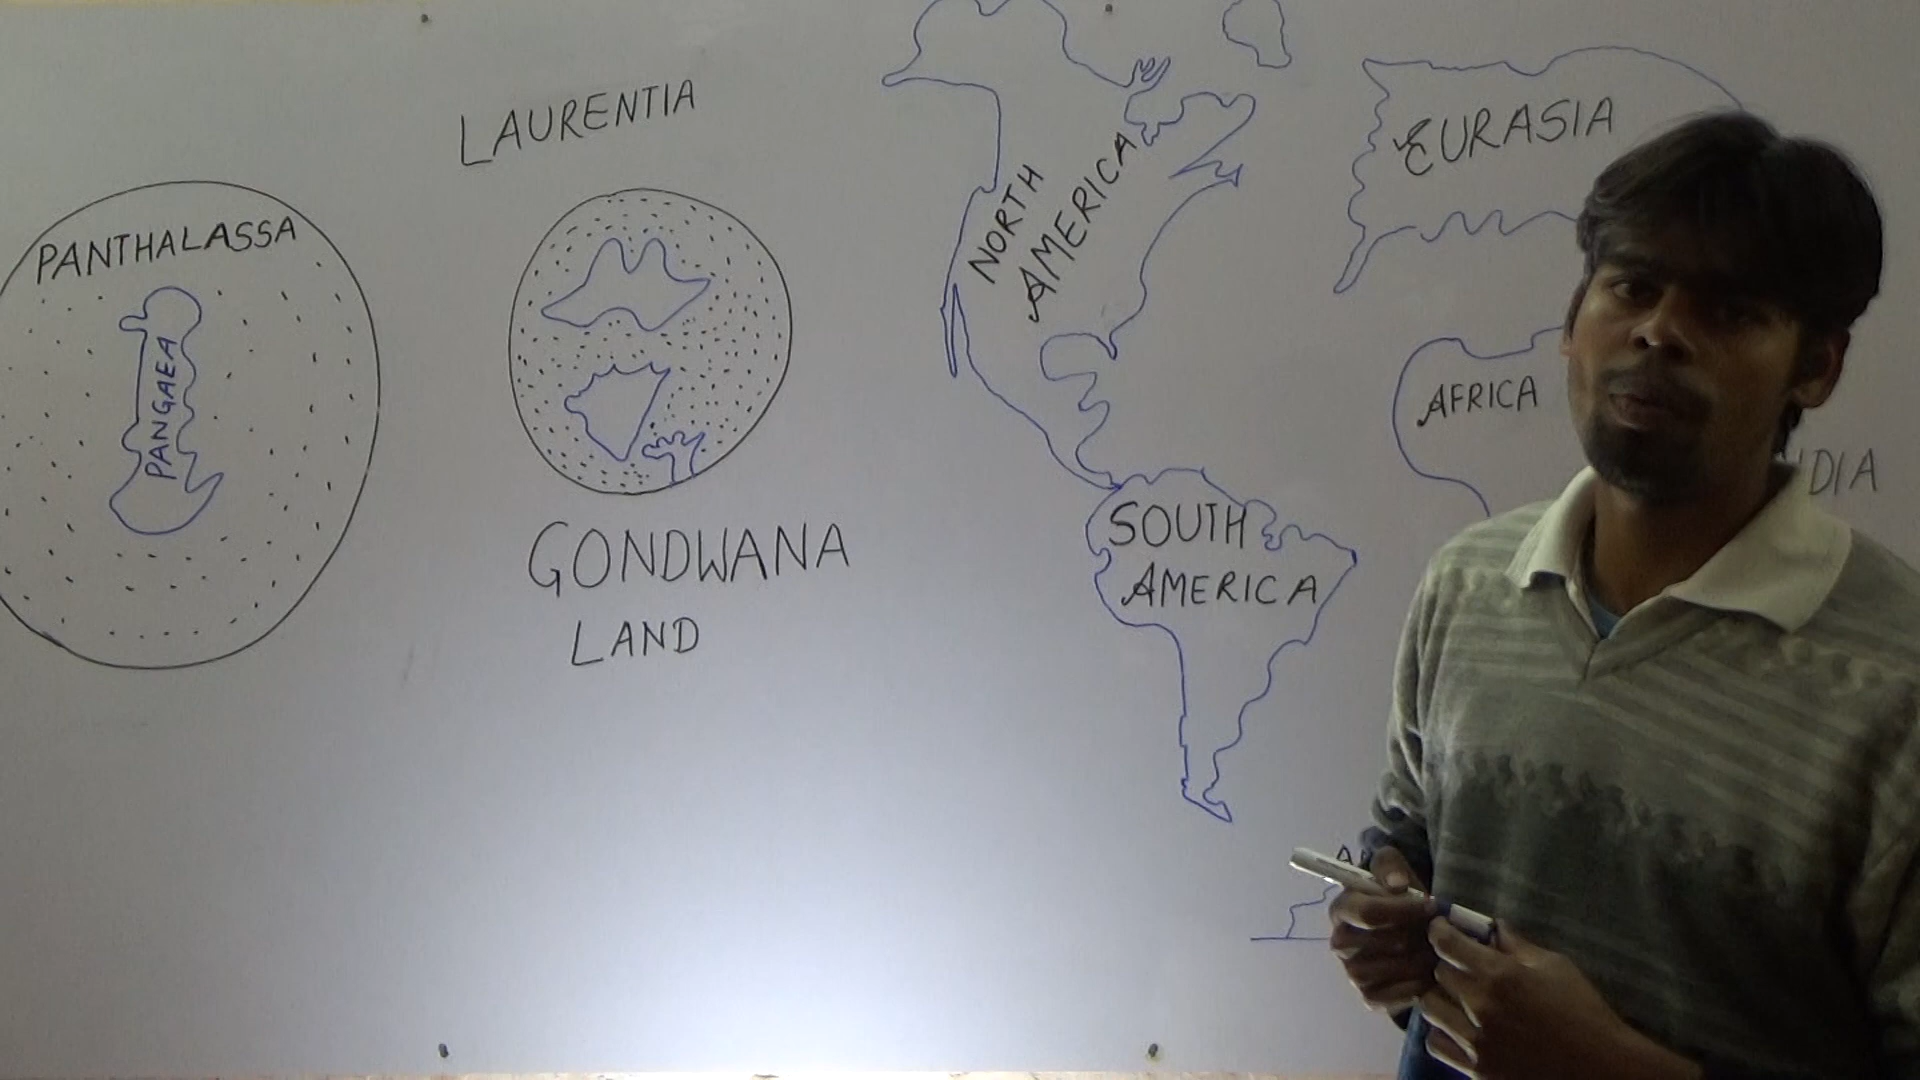 LAURENTIA
PANTHALASSA
PANGAEA
GONDWANA
LAND
NORTH
AMERICA
EURASIA
AFRICA
SOUTH
AMERICA